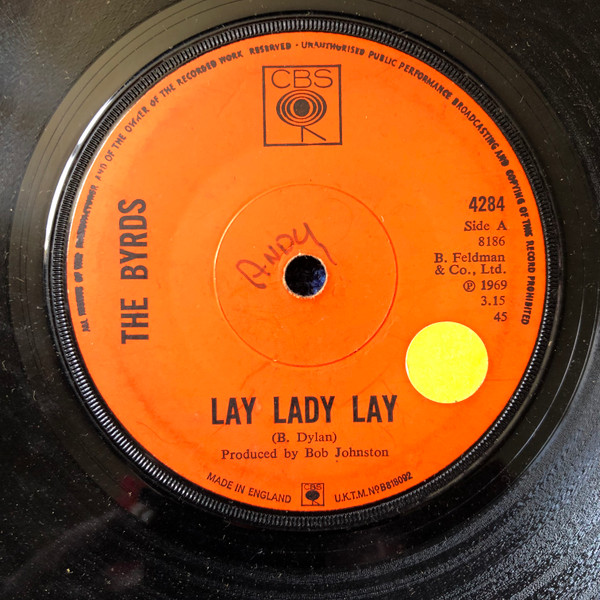 ALL RIGHTS OF THE MANUFACTURER AND OF THE OWNER OF THE RECORDED WORK RESERVED · UNAUTHORISED PUBLIC PERFORMANCE BROADCASTING AND COPYING OF THIS RECORD PROHIBITED
CBS
THE BYRDS
ANDY
4284
Side A
8186
B. Feldman
& Co., Ltd.
℗ 1969
3.15
45
LAY LADY LAY
(B. Dylan)
Produced by Bob Johnston
MADE IN ENGLAND CBS U.K.T.M.NºB818092